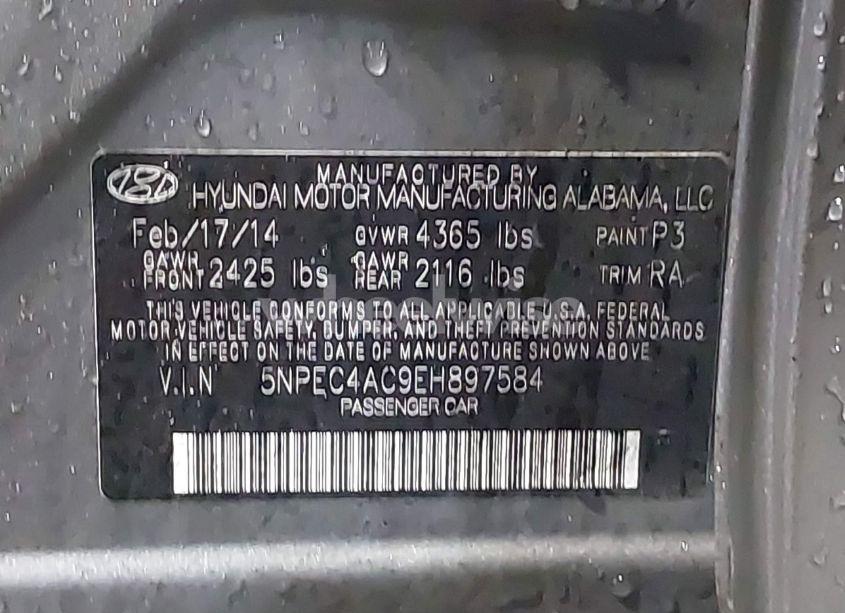 MANUFACTURED BY
HYUNDAI MOTOR MANUFACTURING ALABAMA, LLC
Feb/17/14 GVWR 4365 lbs PAINT P3
GAWR FRONT 2425 lbs GAWR REAR 2116 lbs TRIM RA
THIS VEHICLE CONFORMS TO ALL APPLICABLE U.S.A. FEDERAL
MOTOR VEHICLE SAFETY, BUMPER, AND THEFT PREVENTION STANDARDS
IN EFFECT ON THE DATE OF MANUFACTURE SHOWN ABOVE
V.I.N 5NPEC4AC9EH897584
PASSENGER CAR